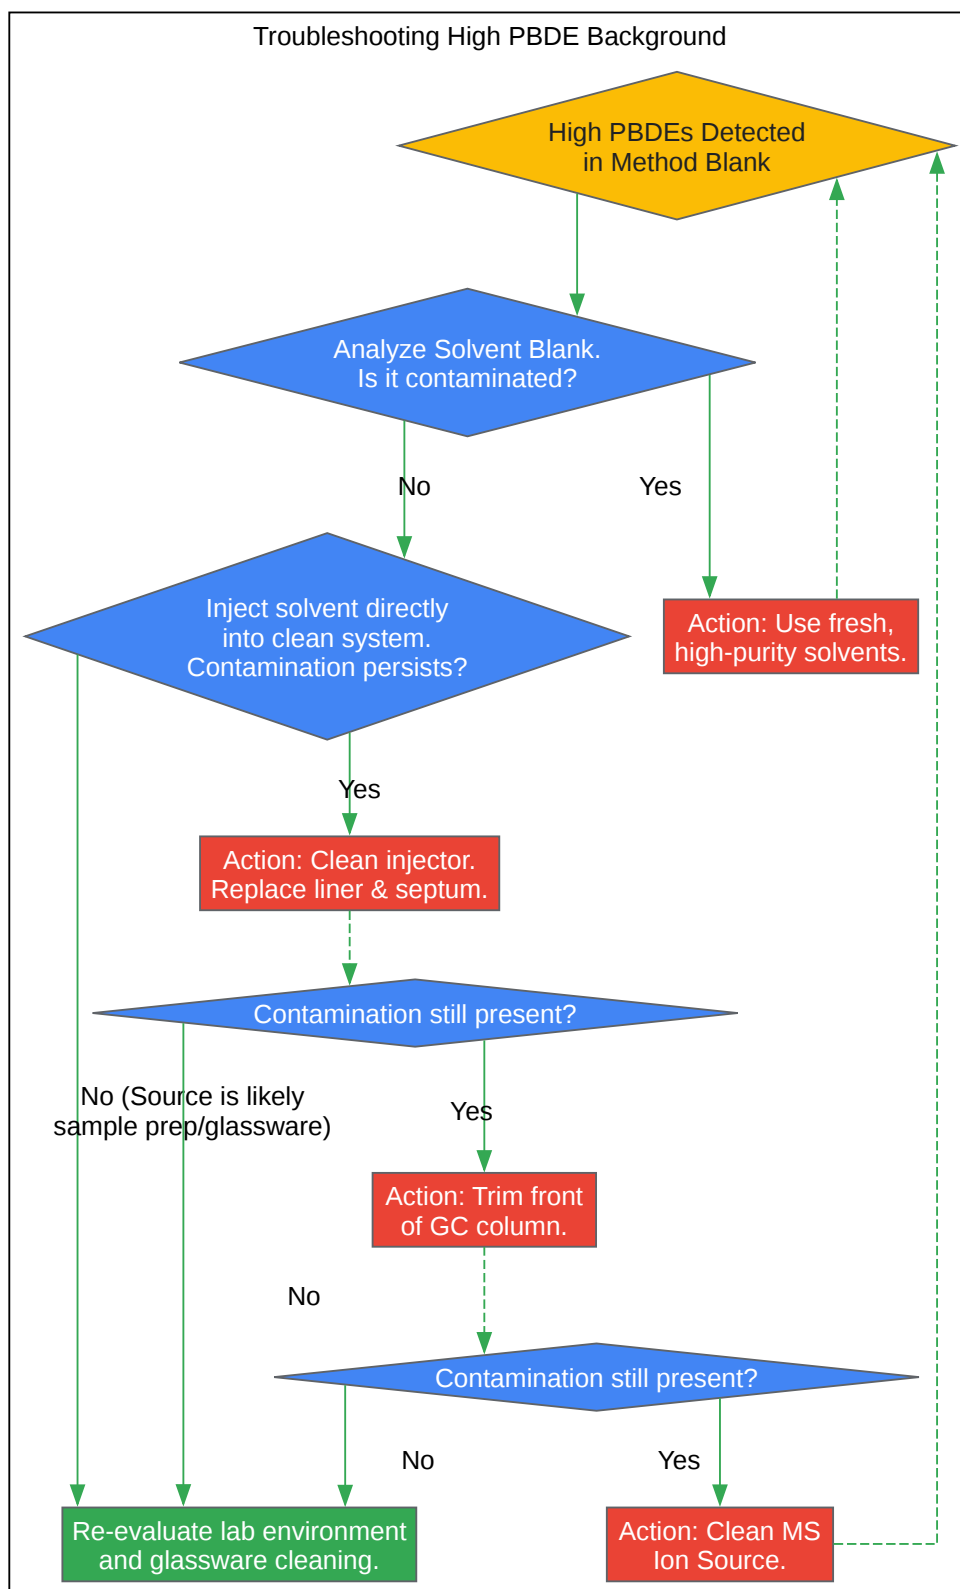 Troubleshooting High PBDE Background
High PBDEs Detected
in Method Blank
Analyze Solvent Blank.
Is it contaminated?
No
Yes
Inject solvent directly
into clean system.
Contamination persists?
Action: Use fresh,
high-purity solvents.
Yes
Action: Clean injector.
Replace liner & septum.
Contamination still present?
No (Source is likely
sample prep/glassware)
Yes
Action: Trim front
of GC column.
No
Contamination still present?
No
Yes
Re-evaluate lab environment
and glassware cleaning.
Action: Clean MS
Ion Source.